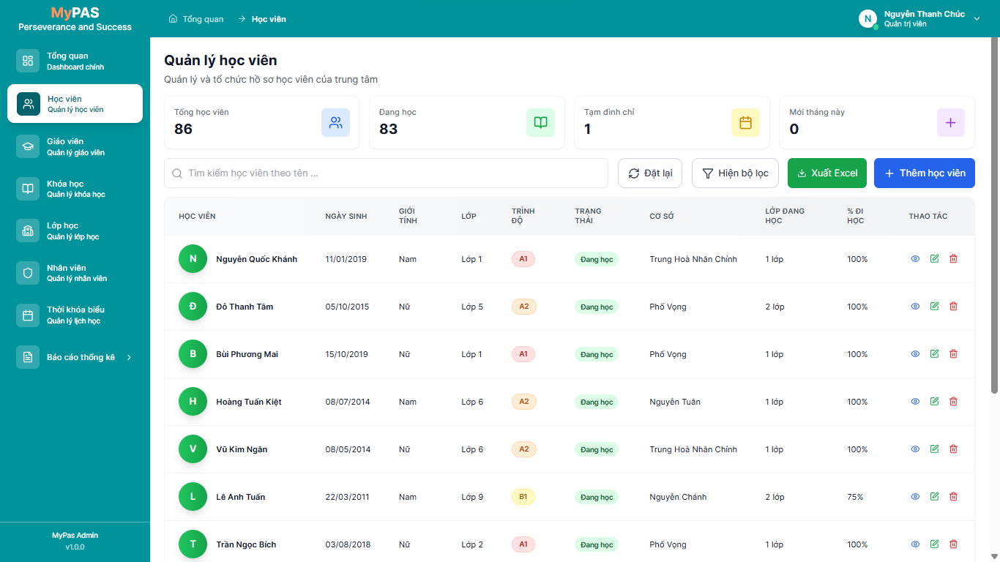 MyPAS
Perseverance and Success
Tổng quan
Học viên
N
Nguyễn Thanh Chúc
Quản trị viên
Tổng quan
Dashboard chính
Học viên
Quản lý học viên
Giáo viên
Quản lý giáo viên
Khóa học
Quản lý khóa học
Lớp học
Quản lý lớp học
Nhân viên
Quản lý nhân viên
Thời khóa biểu
Quản lý lịch học
Báo cáo thống kê
MyPas Admin
v1.0.0
Quản lý học viên
Quản lý và tổ chức hồ sơ học viên của trung tâm
Tổng học viên
86
Đang học
83
Tạm đình chỉ
1
Mới tháng này
0
Tìm kiếm học viên theo tên ...
Đặt lại
Hiện bộ lọc
Xuất Excel
Thêm học viên
HỌC VIÊN NGÀY SINH GIỚI TÍNH LỚP TRÌNH ĐỘ TRẠNG THÁI CƠ SỞ LỚP ĐANG HỌC % ĐI HỌC THAO TÁC
N Nguyễn Quốc Khánh 11/01/2019 Nam Lớp 1 A1 Đang học Trung Hoà Nhân Chính 1 lớp 100%
Đ Đỗ Thanh Tâm 05/10/2015 Nữ Lớp 5 A2 Đang học Phố Vọng 2 lớp 100%
B Bùi Phương Mai 15/10/2019 Nữ Lớp 1 A1 Đang học Phố Vọng 1 lớp 100%
H Hoàng Tuấn Kiệt 08/07/2014 Nam Lớp 6 A2 Đang học Nguyễn Tuân 1 lớp 100%
V Vũ Kim Ngân 08/05/2014 Nữ Lớp 6 A2 Đang học Trung Hoà Nhân Chính 1 lớp 100%
L Lê Anh Tuấn 22/03/2011 Nam Lớp 9 B1 Đang học Nguyễn Chánh 2 lớp 75%
T Trần Ngọc Bích 03/08/2018 Nữ Lớp 2 A1 Đang học Phố Vọng 1 lớp 100%